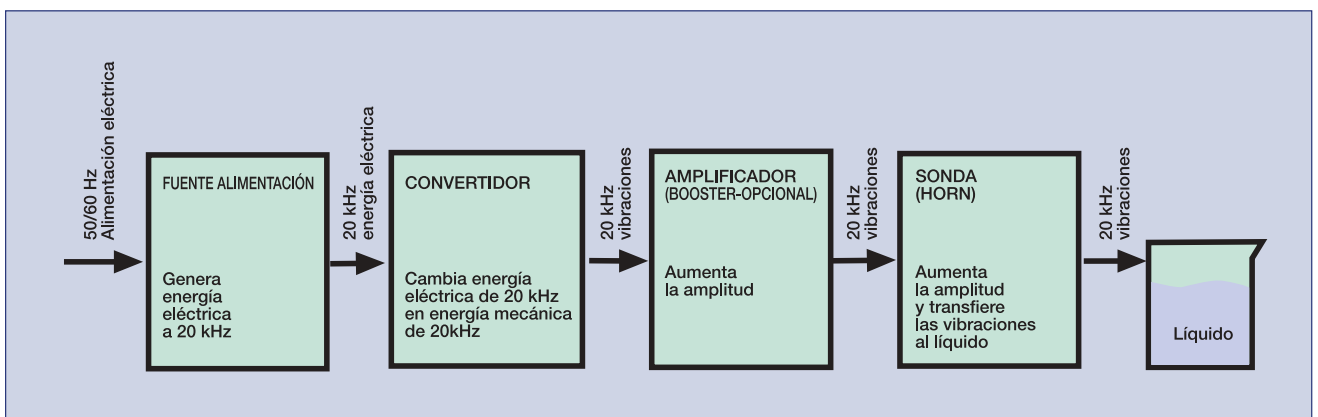 50/60 Hz
Alimentación eléctrica
FUENTE ALIMENTACIÓN
Genera
energía
eléctrica
a 20 kHz
20 kHz
energía eléctrica
CONVERTIDOR
Cambia energía
eléctrica de 20 kHz
en energía mecánica
de 20kHz
20 kHz
vibraciones
AMPLIFICADOR
(BOOSTER-OPCIONAL)
Aumenta
la amplitud
20 kHz
vibraciones
SONDA
(HORN)
Aumenta
la amplitud
y transfiere
las vibraciones
al líquido
20 kHz
vibraciones
Líquido